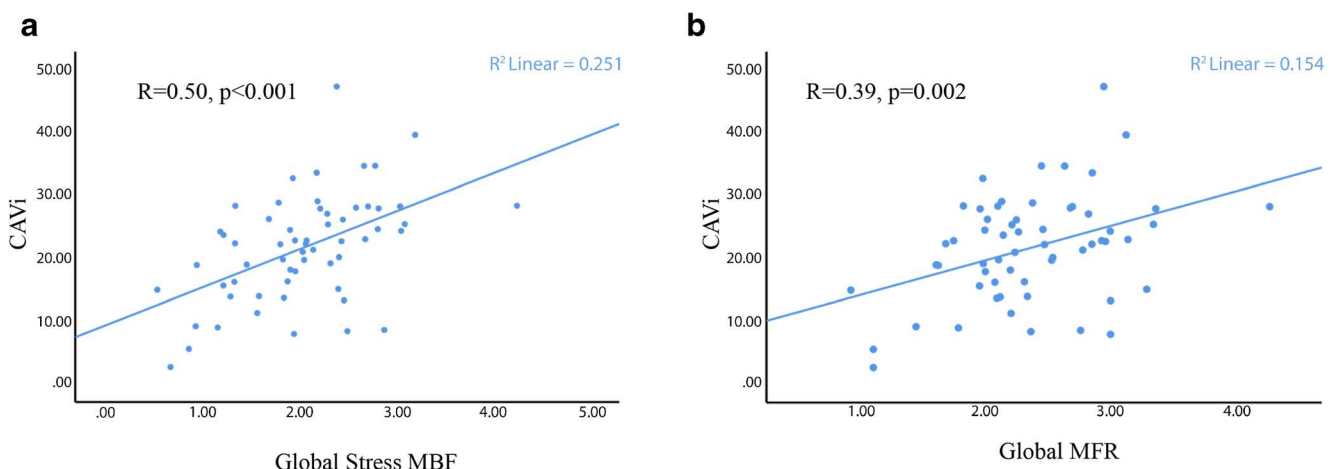 a
R² Linear = 0.251
R=0.50, p<0.001
50.00
40.00
30.00
20.00
10.00
.00
CAVi
.00 1.00 2.00 3.00 4.00 5.00
Global Stress MBF
b
R² Linear = 0.154
R=0.39, p=0.002
50.00
40.00
30.00
20.00
10.00
.00
CAVi
1.00 2.00 3.00 4.00
Global MFR